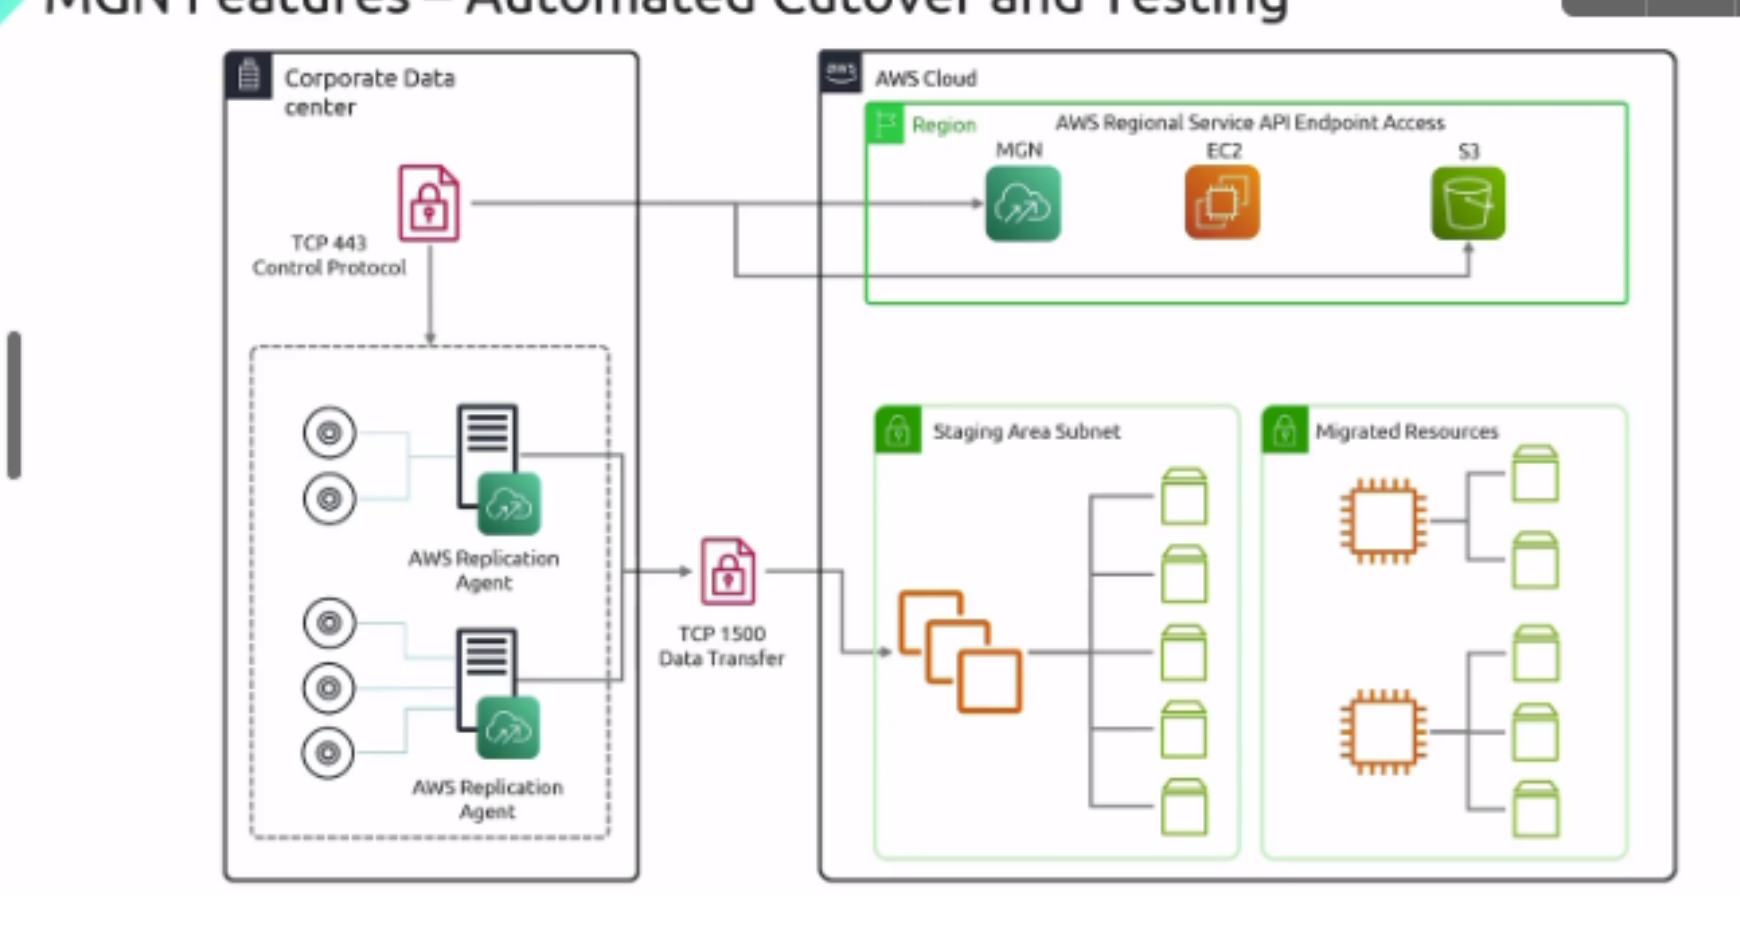 MGN Features – Automated Cutover and Testing
Corporate Data
center
TCP 443
Control Protocol
AWS Replication
Agent
AWS Replication
Agent
TCP 1500
Data Transfer
aws
AWS Cloud
Region
AWS Regional Service API Endpoint Access
MGN
EC2
S3
Staging Area Subnet
Migrated Resources